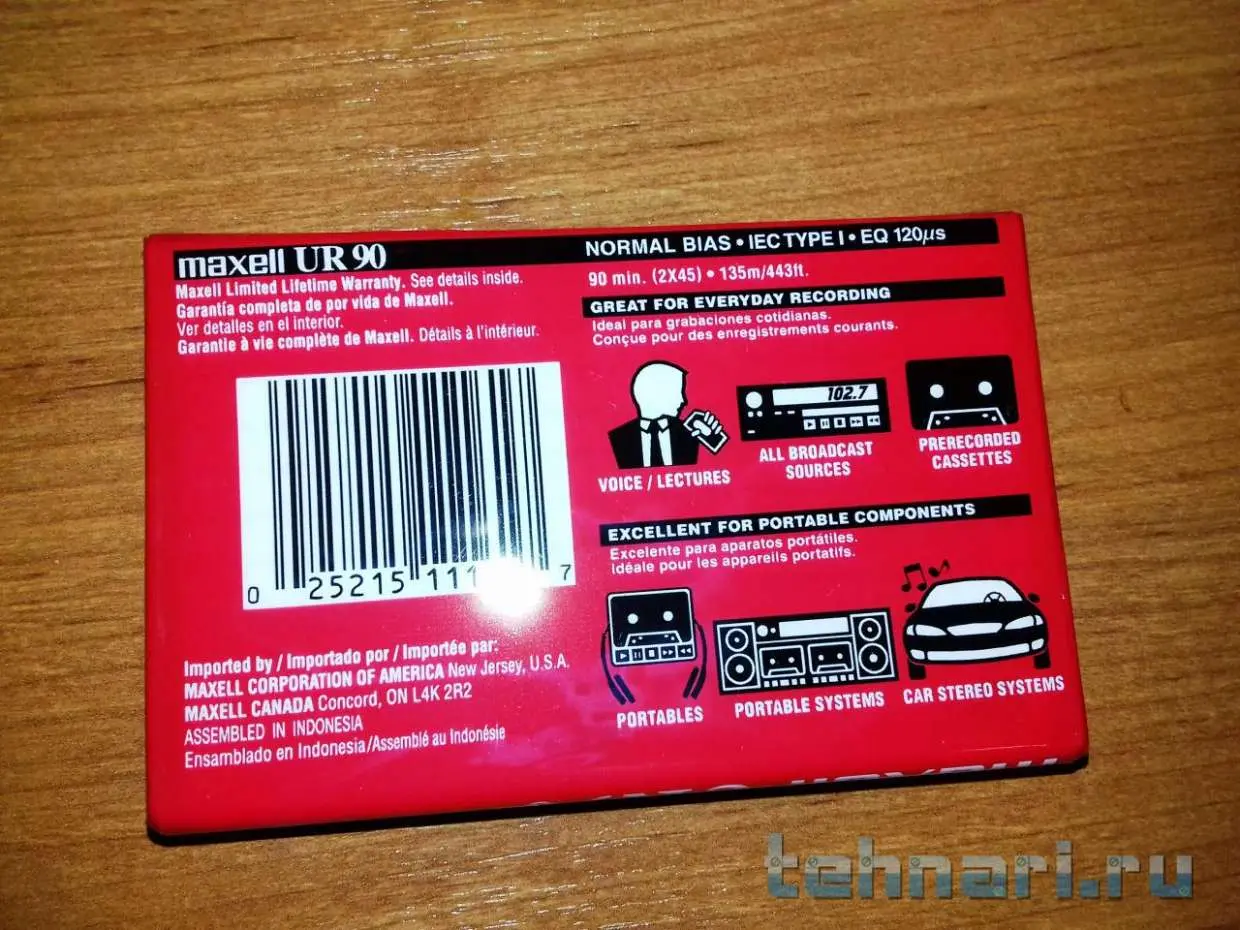 maxell UR 90
Maxell Limited Lifetime Warranty. See details inside.
Garantía completa de por vida de Maxell.
Ver detalles en el interior.
Garantie à vie complète de Maxell. Détails à l'intérieur.
0 25215 111 7
Imported by / Importado por / Importée par:
MAXELL CORPORATION OF AMERICA New Jersey, U.S.A.
MAXELL CANADA Concord, ON L4K 2R2
ASSEMBLED IN INDONESIA
Ensamblado en Indonesia/Assemblé au Indonésie
NORMAL BIAS • IEC TYPE I • EQ 120µs
90 min. (2X45) • 135m/443ft.
GREAT FOR EVERYDAY RECORDING
Ideal para grabaciones cotidianas.
Conçue pour des enregistrements courants.
102.7
VOICE / LECTURES
ALL BROADCAST
SOURCES
PRERECORDED
CASSETTES
EXCELLENT FOR PORTABLE COMPONENTS
Excelente para aparatos portátiles.
Idéale pour les appareils portatifs.
PORTABLES
PORTABLE SYSTEMS
CAR STEREO SYSTEMS
tehnari.ru